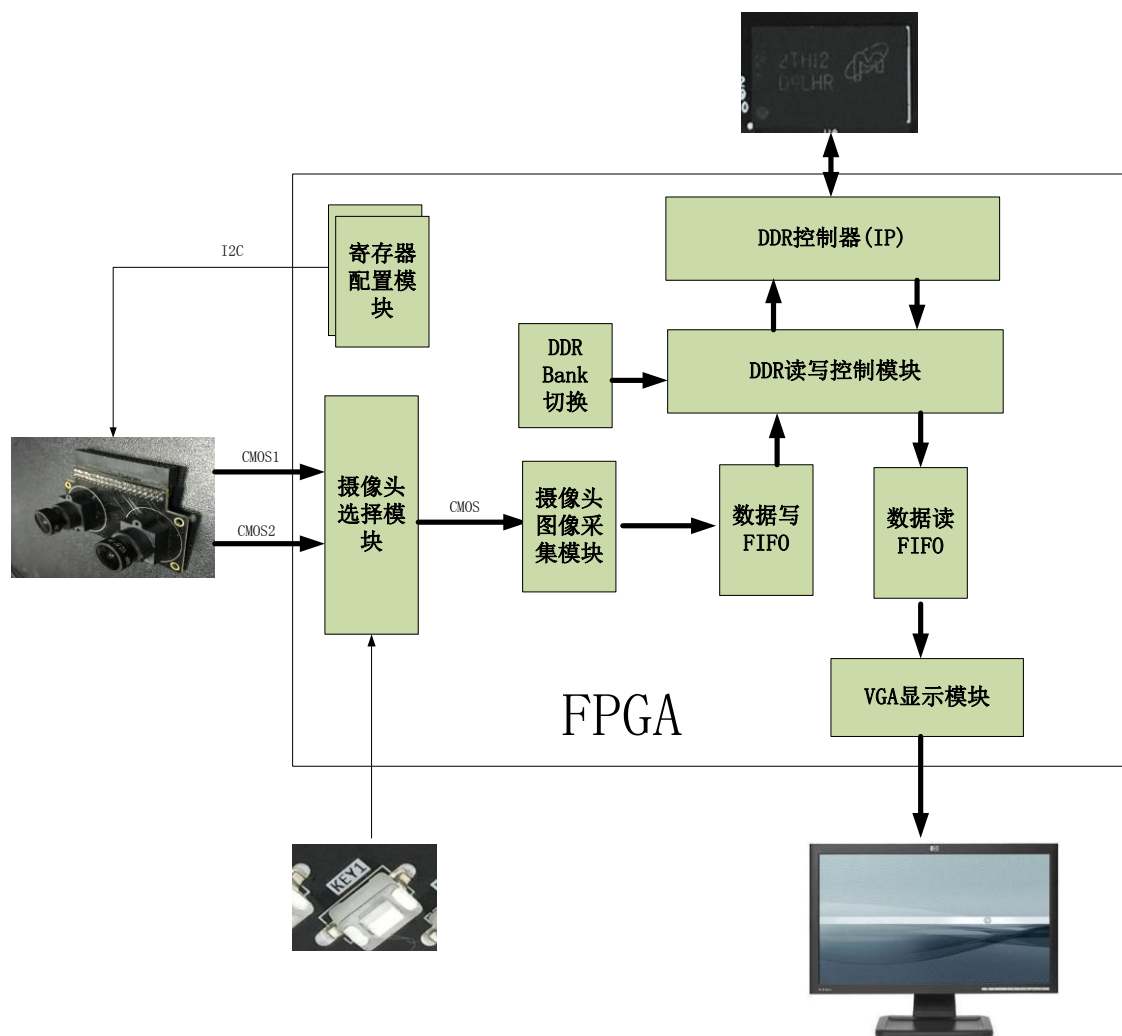 2THI2
D9LHR
DDR控制器(IP)
I2C
寄存器
配置模
块
DDR
Bank
切换
DDR读写控制模块
CMOS1
CMOS2
摄像头
选择模
块
CMOS
摄像头
图像采
集模块
数据写
FIFO
数据读
FIFO
VGA显示模块
FPGA
KEY1